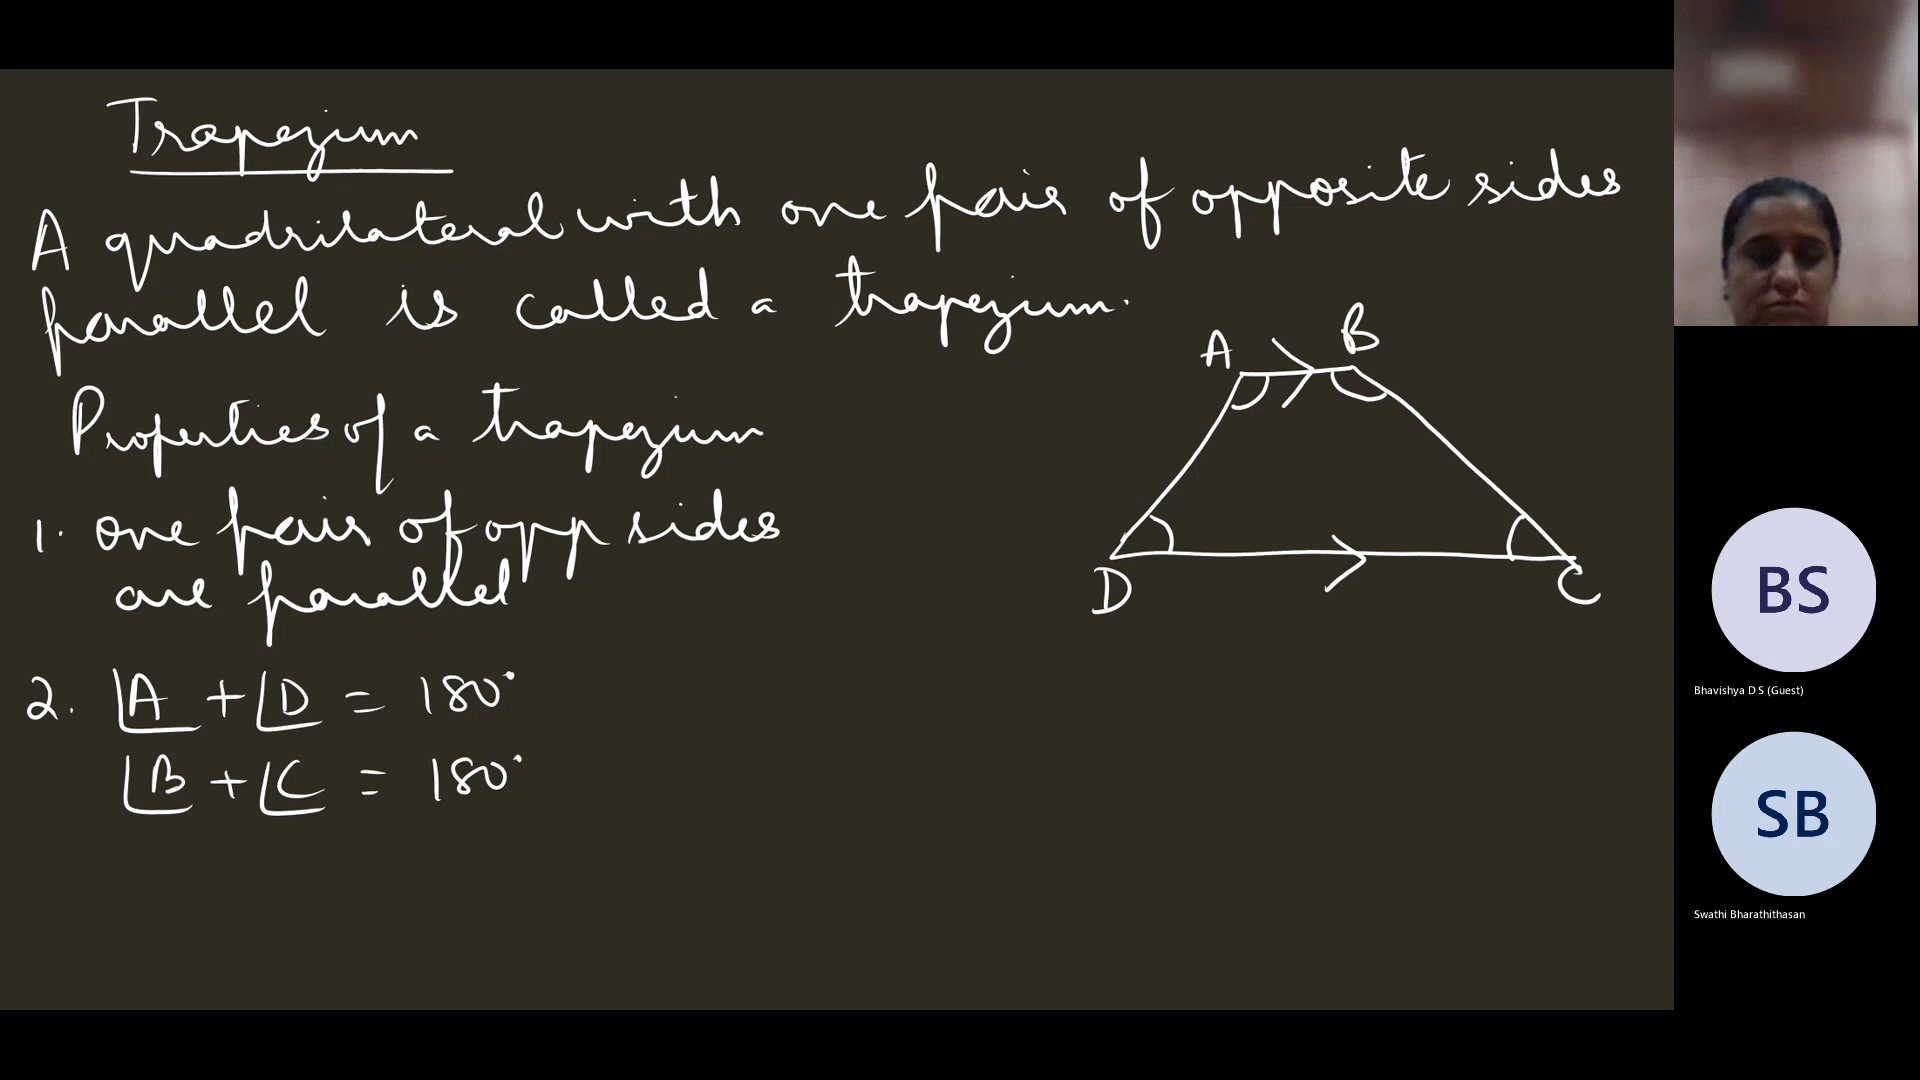 Trapezium
A quadrilateral with one pair of opposite sides
parallel is called a trapezium.
A B
Properties of a trapezium
1. one pair of opp sides
are parallel
D C
2. ∠A + ∠D = 180°
∠B + ∠C = 180°
BS
Bhavishya D S (Guest)
SB
Swathi Bharathithasan